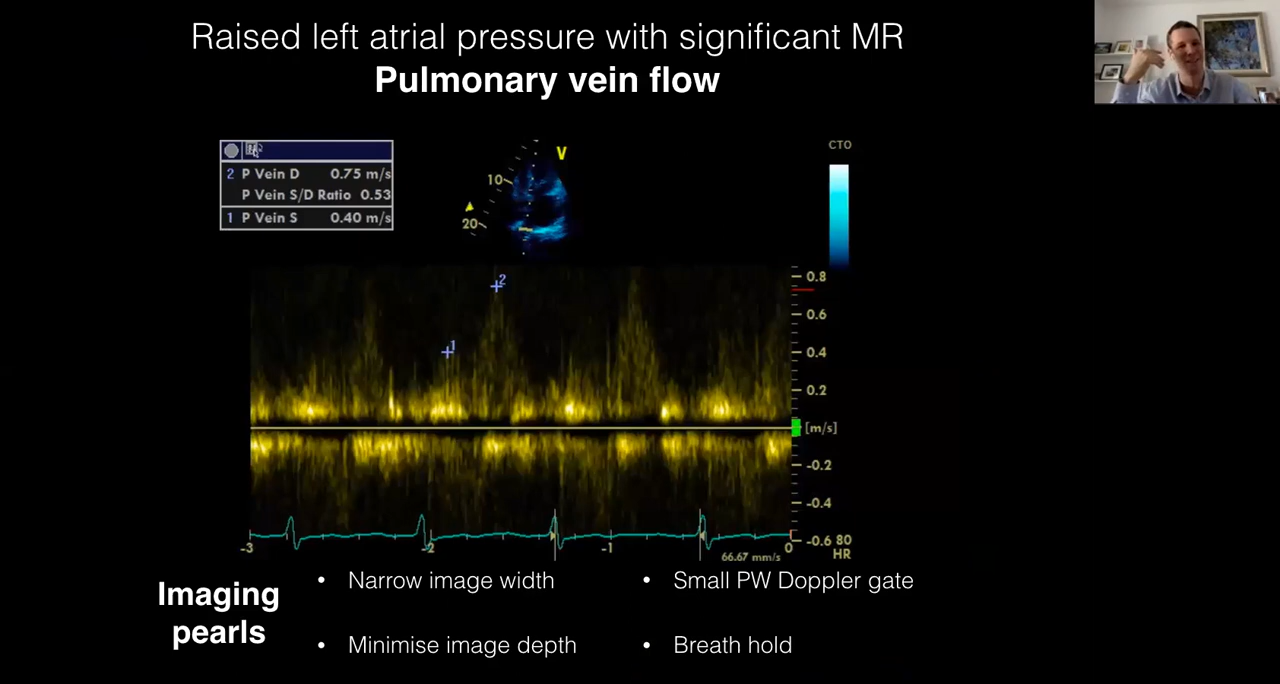 Raised left atrial pressure with significant MR
Pulmonary vein flow
2 P Vein D 0.75 m/s
P Vein S/D Ratio 0.53
1 P Vein S 0.40 m/s
V
10
20
CTO
2
1
0.8
0.6
0.4
0.2
[m/s]
-0.2
-0.4
-0.6
80
HR
-3
-2
-1
0
66.67 mm/s
Imaging
pearls
• Narrow image width
• Small PW Doppler gate
• Minimise image depth
• Breath hold